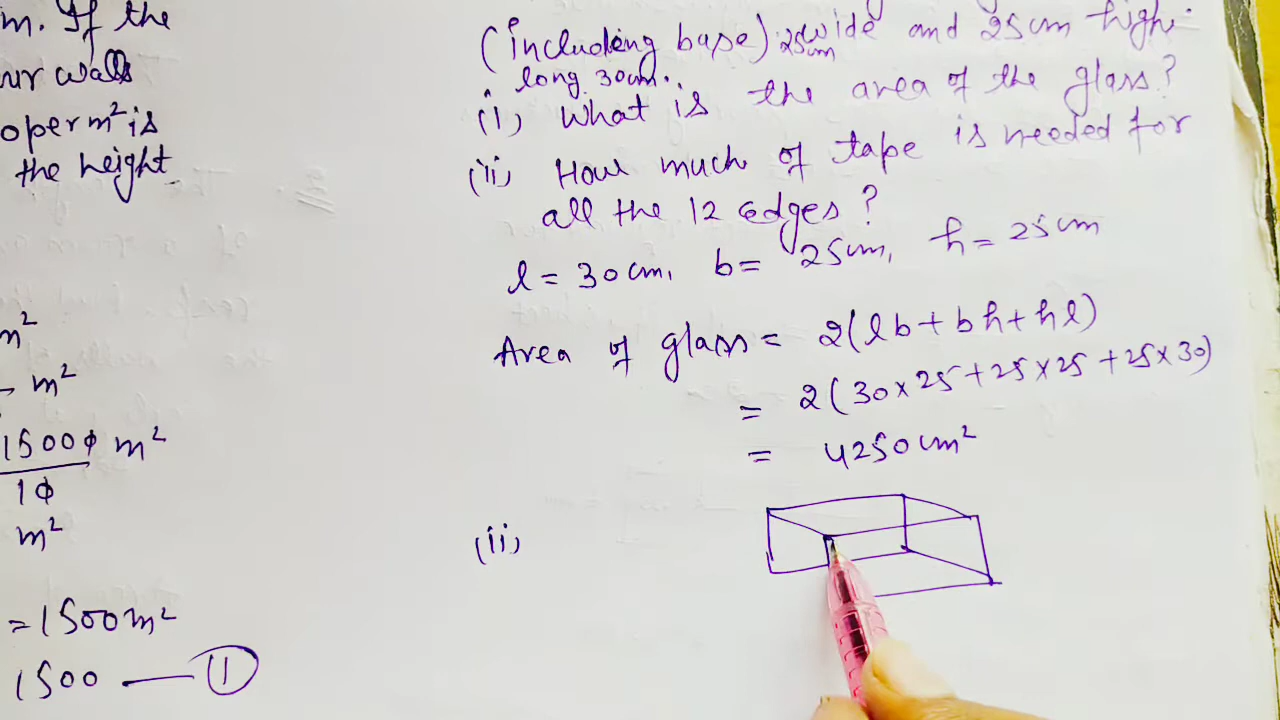 m. If the
ur walls
o per m² is
the height
m²
- m²
15000 m²
10
m²
= 1500m²
1500 — ①
(including base) 25cm wide and 25cm high.
long 30cm.
(i) What is the area of the glass?
(ii) How much of tape is needed for
all the 12 edges?
l = 30cm, b = 25cm, h = 25cm
Area of glass = 2(lb + bh + hl)
= 2(30×25 + 25×25 + 25×30)
= 4250cm²
(ii)